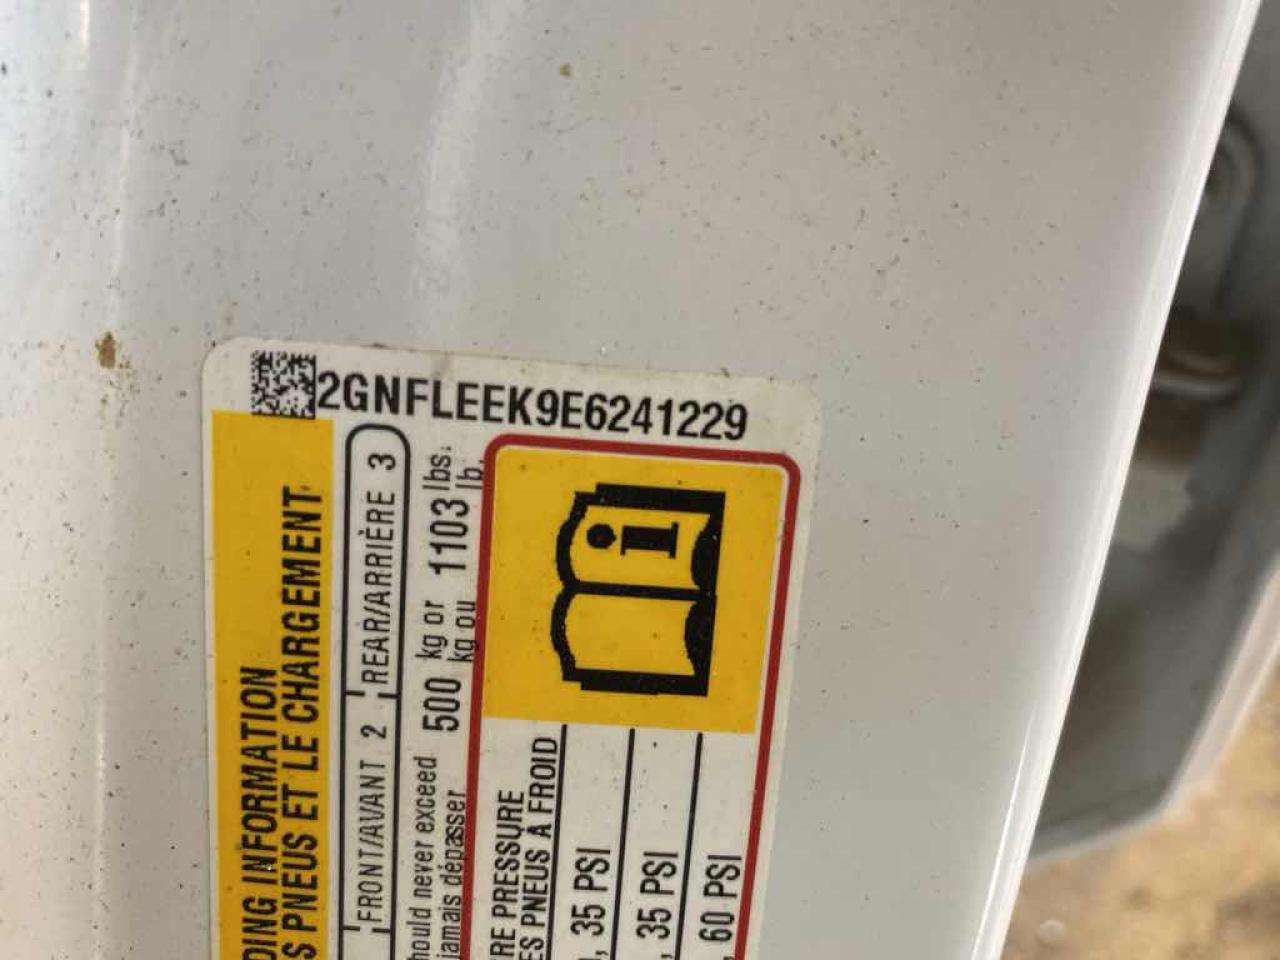 2GNFLEEK9E6241229
DING INFORMATION
S PNEUS ET LE CHARGEMENT
FRONT/AVANT 2 REAR/ARRIÈRE 3
hould never exceed 500 kg or 1103 lbs.
jamais dépasser kg ou lb.
RE PRESSURE
ES PNEUS À FROID
, 35 PSI
, 35 PSI
, 60 PSI
i